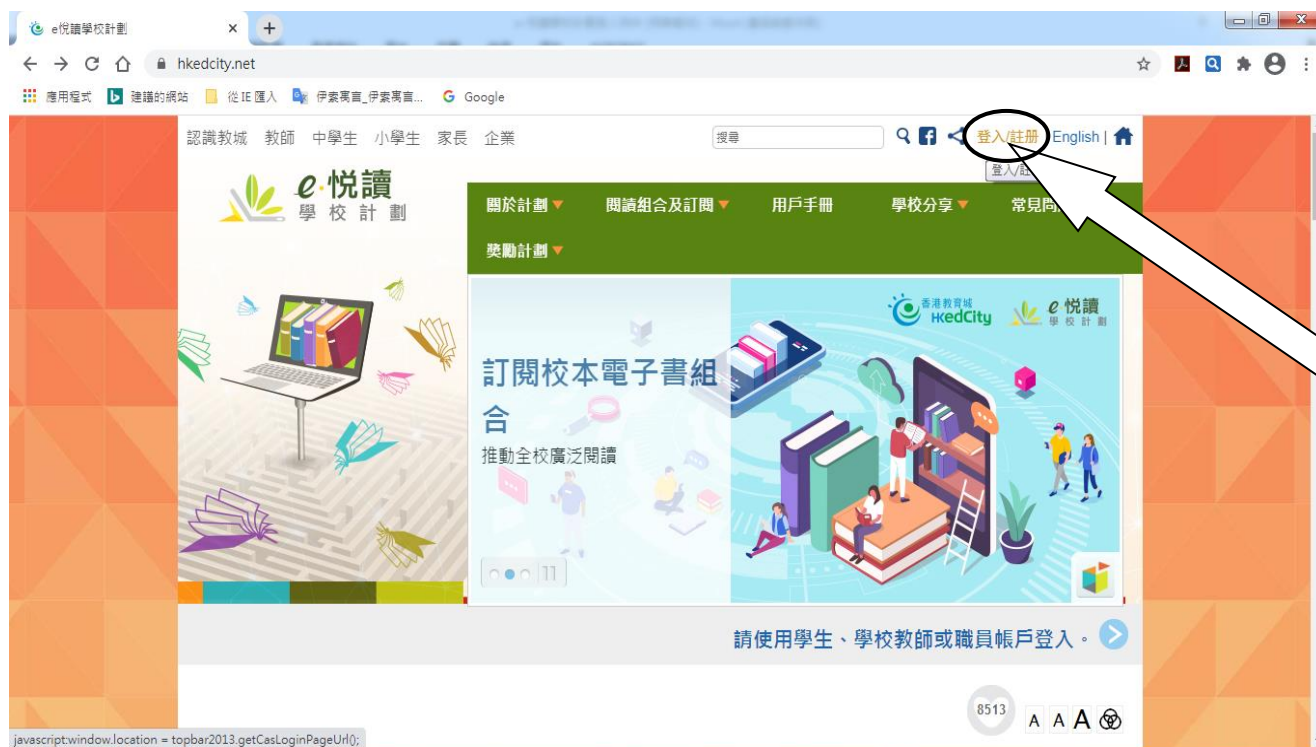 e悅讀學校計劃
hkedcity.net
應用程式 建議的網站 從 IE 匯入 伊索寓言_伊索寓言... Google
認識教城 教師 中學生 小學生 家長 企業 搜尋 登入/註册 English |
登入/註
e·悅讀
學校計劃
關於計劃 閱讀組合及訂閱 用戶手冊 學校分享 常見問
獎勵計劃
香港教育城
HKedCity
e悅讀
學校計劃
訂閱校本電子書組
合
推動全校廣泛閱讀
請使用學生、學校教師或職員帳戶登入。
8513 A A A
javascript:window.location = topbar2013.getCasLoginPageUrl();